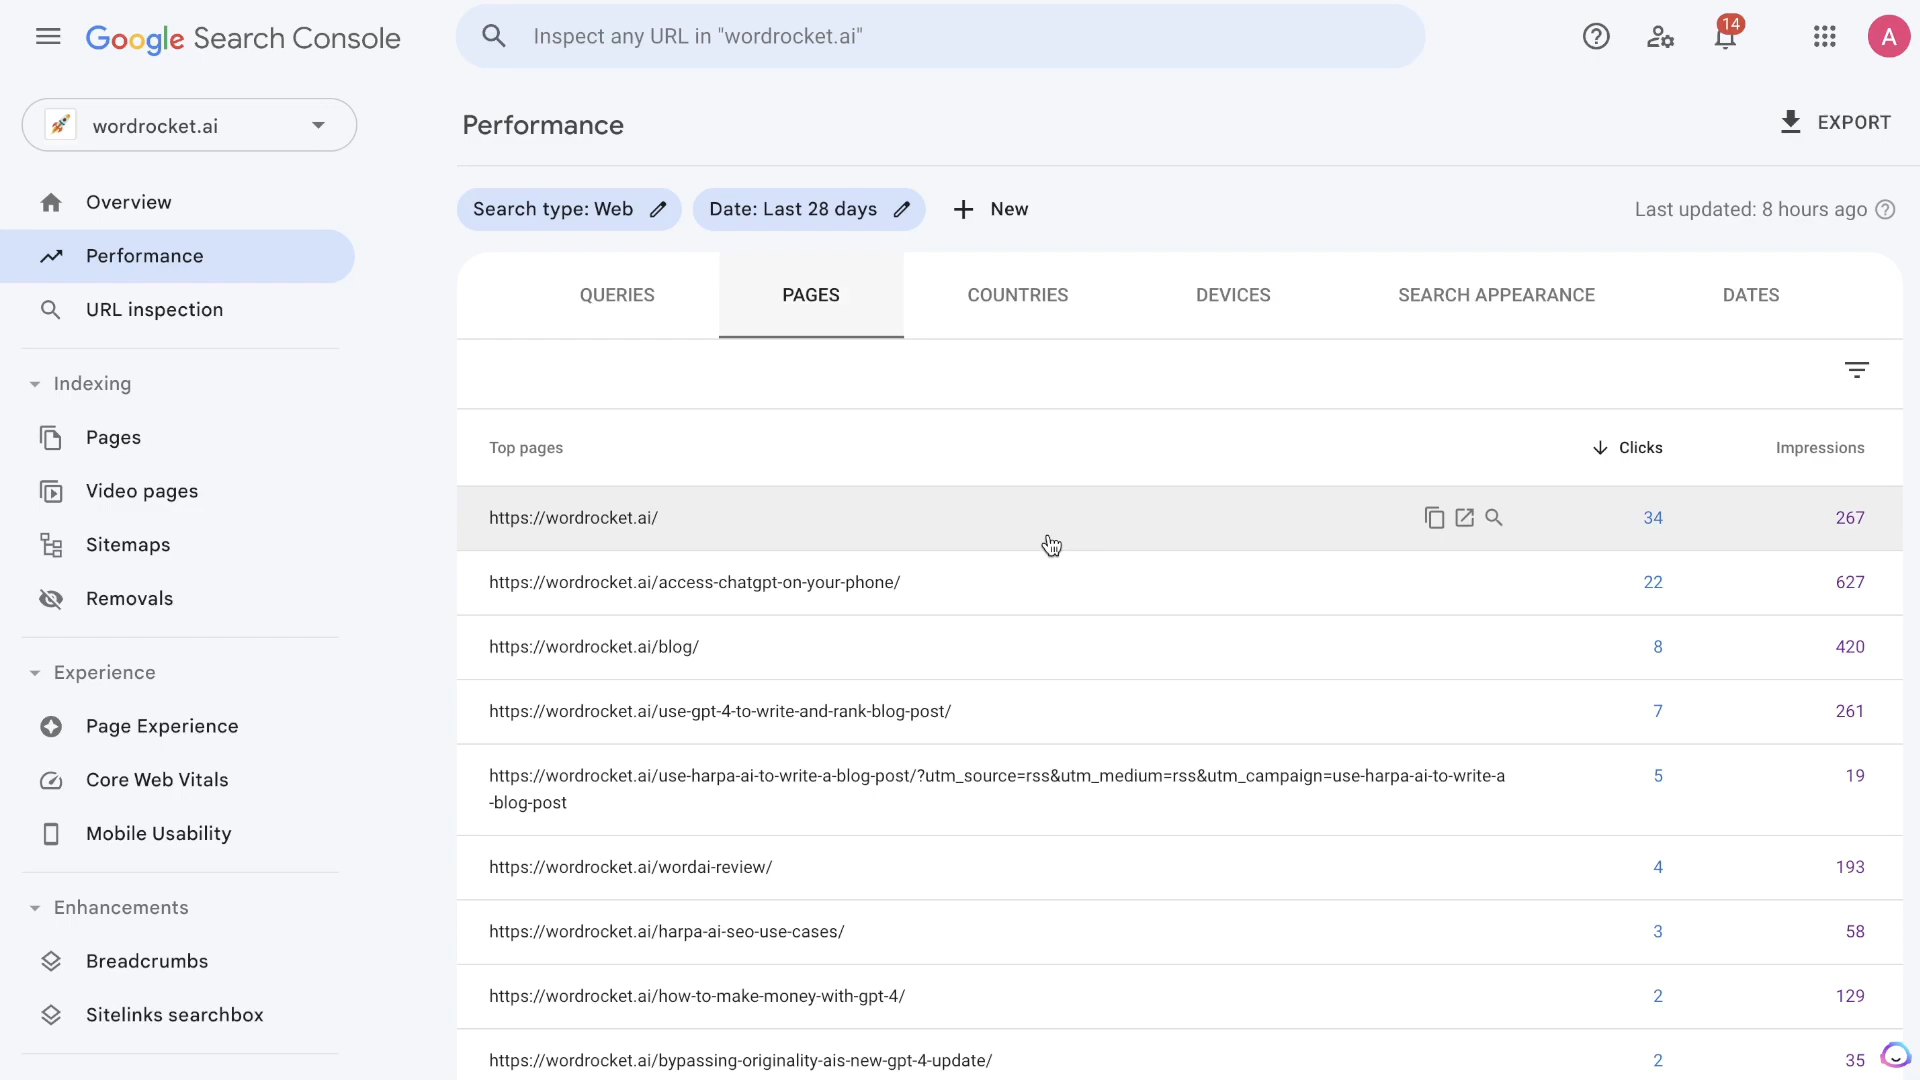 Google Search Console
Inspect any URL in "wordrocket.ai"
14
A
wordrocket.ai
Performance
EXPORT
Overview
Performance
URL inspection
Indexing
Pages
Video pages
Sitemaps
Removals
Experience
Page Experience
Core Web Vitals
Mobile Usability
Enhancements
Breadcrumbs
Sitelinks searchbox
Search type: Web
Date: Last 28 days
New
Last updated: 8 hours ago
QUERIES PAGES COUNTRIES DEVICES SEARCH APPEARANCE DATES
Top pages Clicks Impressions
https://wordrocket.ai/ 34 267
https://wordrocket.ai/access-chatgpt-on-your-phone/ 22 627
https://wordrocket.ai/blog/ 8 420
https://wordrocket.ai/use-gpt-4-to-write-and-rank-blog-post/ 7 261
https://wordrocket.ai/use-harpa-ai-to-write-a-blog-post/?utm_source=rss&utm_medium=rss&utm_campaign=use-harpa-ai-to-write-a 5 19
-blog-post
https://wordrocket.ai/wordai-review/ 4 193
https://wordrocket.ai/harpa-ai-seo-use-cases/ 3 58
https://wordrocket.ai/how-to-make-money-with-gpt-4/ 2 129
https://wordrocket.ai/bypassing-originality-ais-new-gpt-4-update/ 2 35